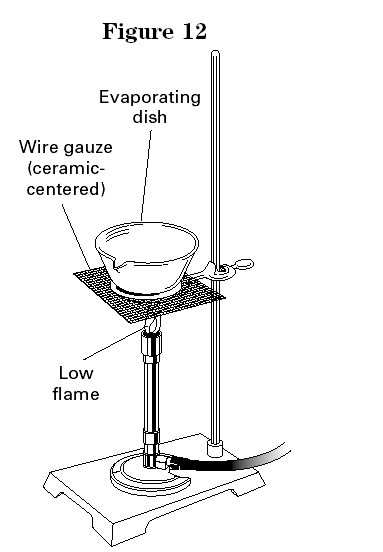 Figure 12
Evaporating
dish
Wire gauze
(ceramic-
centered)
Low
flame